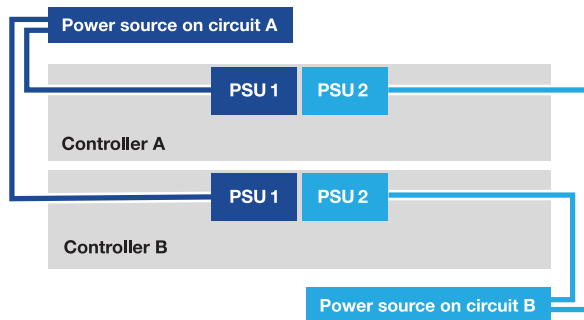 Power source on circuit A
PSU 1 PSU 2
Controller A
PSU 1 PSU 2
Controller B
Power source on circuit B